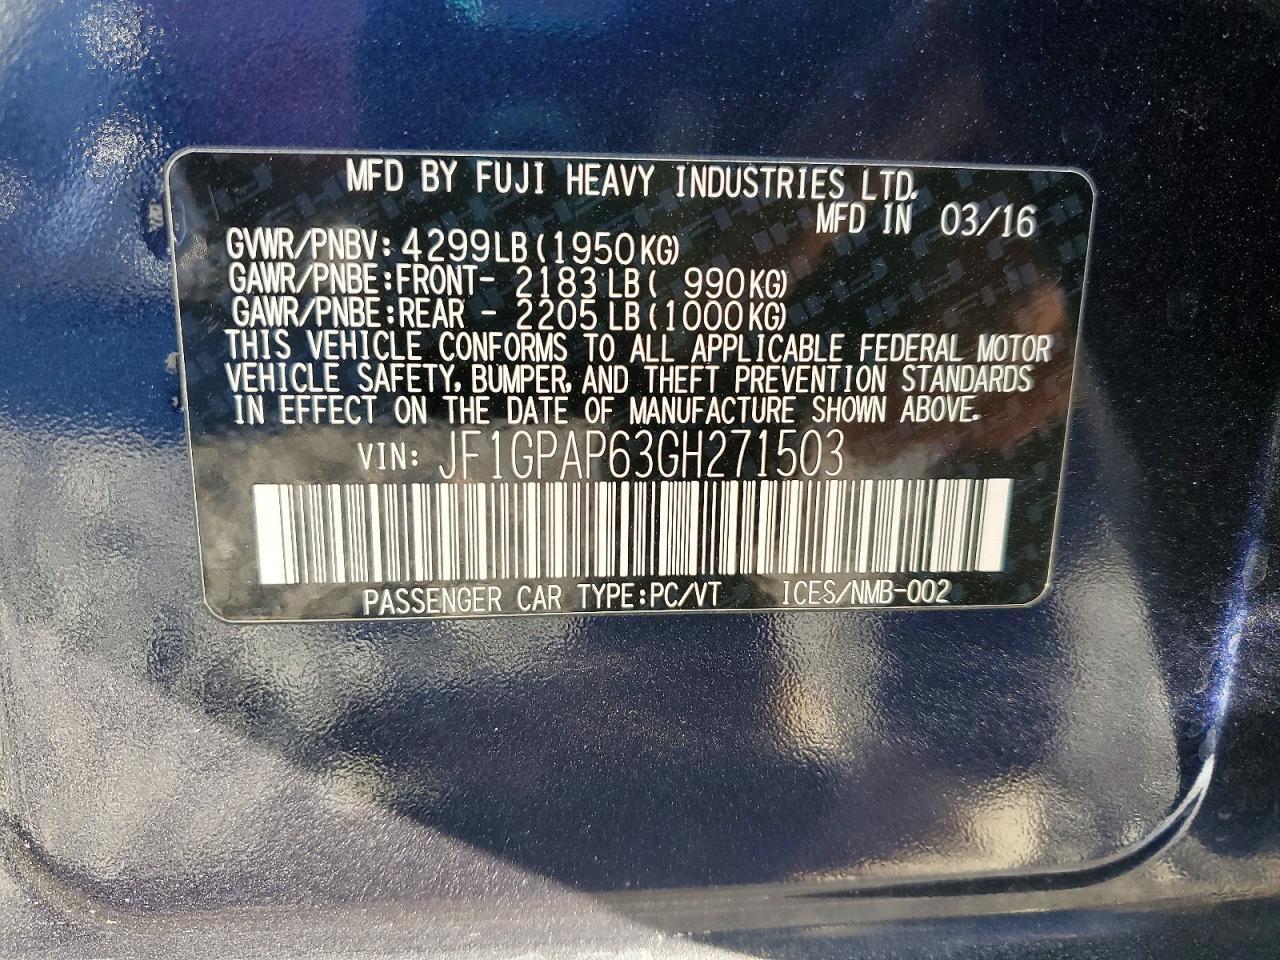 MFD BY FUJI HEAVY INDUSTRIES LTD.
MFD IN 03/16
GVWR/PNBV: 4299LB (1950KG)
GAWR/PNBE:FRONT- 2183 LB ( 990KG)
GAWR/PNBE:REAR - 2205 LB (1000KG)
THIS VEHICLE CONFORMS TO ALL APPLICABLE FEDERAL MOTOR
VEHICLE SAFETY, BUMPER, AND THEFT PREVENTION STANDARDS
IN EFFECT ON THE DATE OF MANUFACTURE SHOWN ABOVE.
VIN: JF1GPAP63GH271503
PASSENGER CAR TYPE:PC/VT ICES/NMB-002